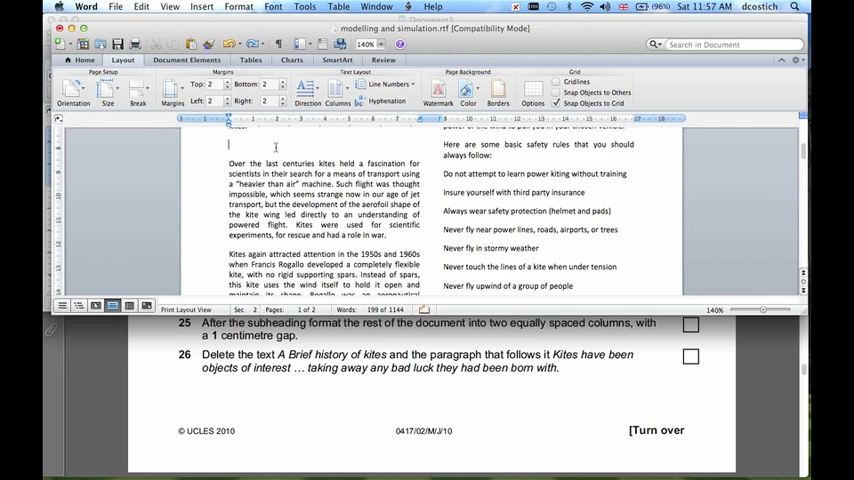 Word File Edit View Insert Format Font Tools Table Window Help (96%) Sat 11:57 AM dcostich
modelling and simulation.rtf [Compatibility Mode]
140% Search in Document
Home Layout Document Elements Tables Charts SmartArt Review
Page Setup Margins Text Layout Page Background Grid
Orientation Size Break Margins Top: 2 Bottom: 2 Left: 2 Right: 2 Direction Columns Line Numbers Hyphenation Watermark Color Borders Options Gridlines Snap Objects to Others Snap Objects to Grid
Over the last centuries kites held a fascination for
scientists in their search for a means of transport using
a "heavier than air" machine. Such flight was thought
impossible, which seems strange now in our age of jet
transport, but the development of the aerofoil shape of
the kite wing led directly to an understanding of
powered flight. Kites were used for scientific
experiments, for rescue and had a role in war.
Kites again attracted attention in the 1950s and 1960s
when Francis Rogallo developed a completely flexible
kite, with no rigid supporting spars. Instead of spars,
this kite uses the wind itself to hold it open and
maintain its shape. Rogallo was an aeronautical
power of the wind to pull you in your chosen vehicle.
Here are some basic safety rules that you should
always follow:
Do not attempt to learn power kiting without training
Insure yourself with third party insurance
Always wear safety protection (helmet and pads)
Never fly near power lines, roads, airports, or trees
Never fly in stormy weather
Never touch the lines of a kite when under tension
Never fly upwind of a group of people
Print Layout View Sec 2 Pages: 1 of 2 Words: 199 of 1144 140%
25 After the subheading format the rest of the document into two equally spaced columns, with
a 1 centimetre gap.
26 Delete the text A Brief history of kites and the paragraph that follows it Kites have been
objects of interest … taking away any bad luck they had been born with.
© UCLES 2010 0417/02/M/J/10 [Turn over